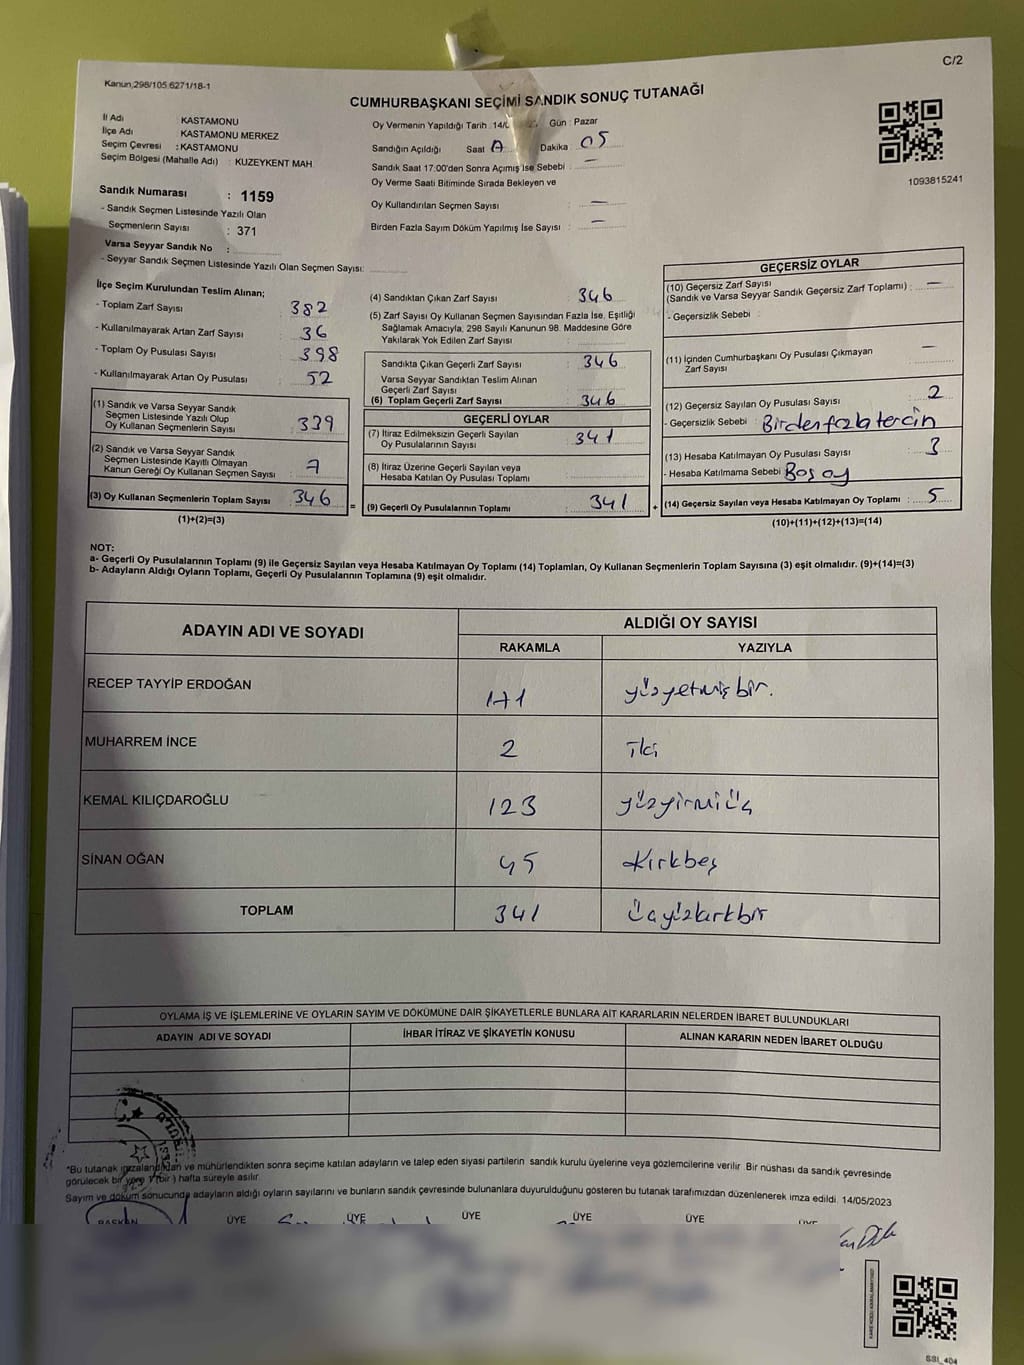 C/2
Kanun,298/105.6271/18-1
CUMHURBAŞKANI SEÇİMİ SANDIK SONUÇ TUTANAĞI
İl Adı KASTAMONU
İlçe Adı KASTAMONU MERKEZ
Seçim Çevresi : KASTAMONU
Seçim Bölgesi (Mahalle Adı) : KUZEYKENT MAH
Sandık Numarası : 1159
- Sandık Seçmen Listesinde Yazılı Olan
Seçmenlerin Sayısı : 371
Varsa Seyyar Sandık No :
- Seyyar Sandık Seçmen Listesinde Yazılı Olan Seçmen Sayısı:
Oy Vermenin Yapıldığı Tarih : 14/ Gün : Pazar
Sandığın Açıldığı Saat Dakika 05
Sandık Saat 17:00'den Sonra Açımış İse Sebebi : —
Oy Verme Saati Bitiminde Sırada Bekleyen ve
Oy Kullandırılan Seçmen Sayısı : —
Birden Fazla Sayım Döküm Yapılmış İse Sayısı : —
1093815241
İlçe Seçim Kurulundan Teslim Alınan;
- Toplam Zarf Sayısı 382
- Kullanılmayarak Artan Zarf Sayısı 36
- Toplam Oy Pusulası Sayısı 398
- Kullanılmayarak Artan Oy Pusulası 52
(1) Sandık ve Varsa Seyyar Sandık
Seçmen Listesinde Yazılı Olup
Oy Kullanan Seçmenlerin Sayısı : 339
(2) Sandık ve Varsa Seyyar Sandık
Seçmen Listesinde Kayıtlı Olmayan
Kanun Gereği Oy Kullanan Seçmen Sayısı : 7
(3) Oy Kullanan Seçmenlerin Toplam Sayısı : 346
(1)+(2)=(3)
(4) Sandıktan Çıkan Zarf Sayısı : 346
(5) Zarf Sayısı Oy Kullanan Seçmen Sayısından Fazla İse, Eşitliği
Sağlamak Amacıyla, 298 Sayılı Kanunun 98. Maddesine Göre
Yakılarak Yok Edilen Zarf Sayısı :
Sandıkta Çıkan Geçerli Zarf Sayısı : 346
Varsa Seyyar Sandıktan Teslim Alınan
Geçerli Zarf Sayısı :
(6) Toplam Geçerli Zarf Sayısı : 346
GEÇERLİ OYLAR
(7) İtiraz Edilmeksizin Geçerli Sayılan
Oy Pusulalarının Sayısı : 341
(8) İtiraz Üzerine Geçerli Sayılan veya
Hesaba Katılan Oy Pusulası Toplamı :
= (9) Geçerli Oy Pusulalarının Toplamı : 341 +
GEÇERSİZ OYLAR
(10) Geçersiz Zarf Sayısı
(Sandık ve Varsa Seyyar Sandık Geçersiz Zarf Toplamı) : —
- Geçersizlik Sebebi :
(11) İçinden Cumhurbaşkanı Oy Pusulası Çıkmayan
Zarf Sayısı : —
(12) Geçersiz Sayılan Oy Pusulası Sayısı : 2
- Geçersizlik Sebebi : Birden fazla tercih
(13) Hesaba Katılmayan Oy Pusulası Sayısı : 3
- Hesaba Katılmama Sebebi : Boş oy
(14) Geçersiz Sayılan veya Hesaba Katılmayan Oy Toplamı : 5
(10)+(11)+(12)+(13)=(14)
NOT:
a- Geçerli Oy Pusulalarının Toplamı (9) ile Geçersiz Sayılan veya Hesaba Katılmayan Oy Toplamı (14) Toplamları, Oy Kullanan Seçmenlerin Toplam Sayısına (3) eşit olmalıdır. (9)+(14)=(3)
b- Adayların Aldığı Oyların Toplamı, Geçerli Oy Pusulalarının Toplamına (9) eşit olmalıdır.
ADAYIN ADI VE SOYADI ALDIĞI OY SAYISI
RAKAMLA YAZIYLA
RECEP TAYYİP ERDOĞAN 171 yüzyetmişbir.
MUHARREM İNCE 2 iki
KEMAL KILIÇDAROĞLU 123 yüzyirmiüç
SİNAN OĞAN 45 Kırkbeş
TOPLAM 341 üçyüzkırkbir
OYLAMA İŞ VE İŞLEMLERİNE VE OYLARIN SAYIM VE DÖKÜMÜNE DAİR ŞİKAYETLERLE BUNLARA AİT KARARLARIN NELERDEN İBARET BULUNDUKLARI
ADAYIN ADI VE SOYADI İHBAR İTİRAZ VE ŞİKAYETİN KONUSU ALINAN KARARIN NEDEN İBARET OLDUĞU
*Bu tutanak imzalandıktan ve mühürlendikten sonra seçime katılan adayların ve talep eden siyasi partilerin sandık kurulu üyelerine veya gözlemcilerine verilir. Bir nüshası da sandık çevresinde
görülecek bir yere 1 (bir) hafta süreyle asılır
Sayım ve döküm sonucunda adayların aldığı oyların sayılarını ve bunların sandık çevresinde bulunanlara duyurulduğunu gösteren bu tutanak tarafımızdan düzenlenerek imza edildi. 14/05/2023
BAŞKAN ÜYE ÜYE ÜYE ÜYE ÜYE ÜYE